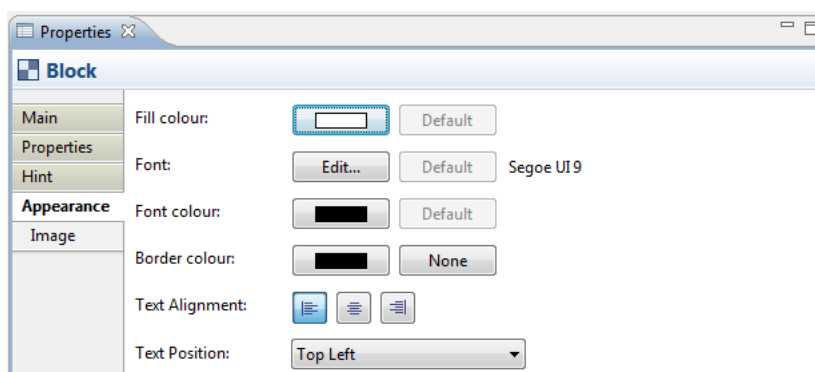 Properties
Block
Main
Properties
Hint
Appearance
Image
Fill colour: Default
Font: Edit... Default Segoe UI 9
Font colour: Default
Border colour: None
Text Alignment:
Text Position: Top Left